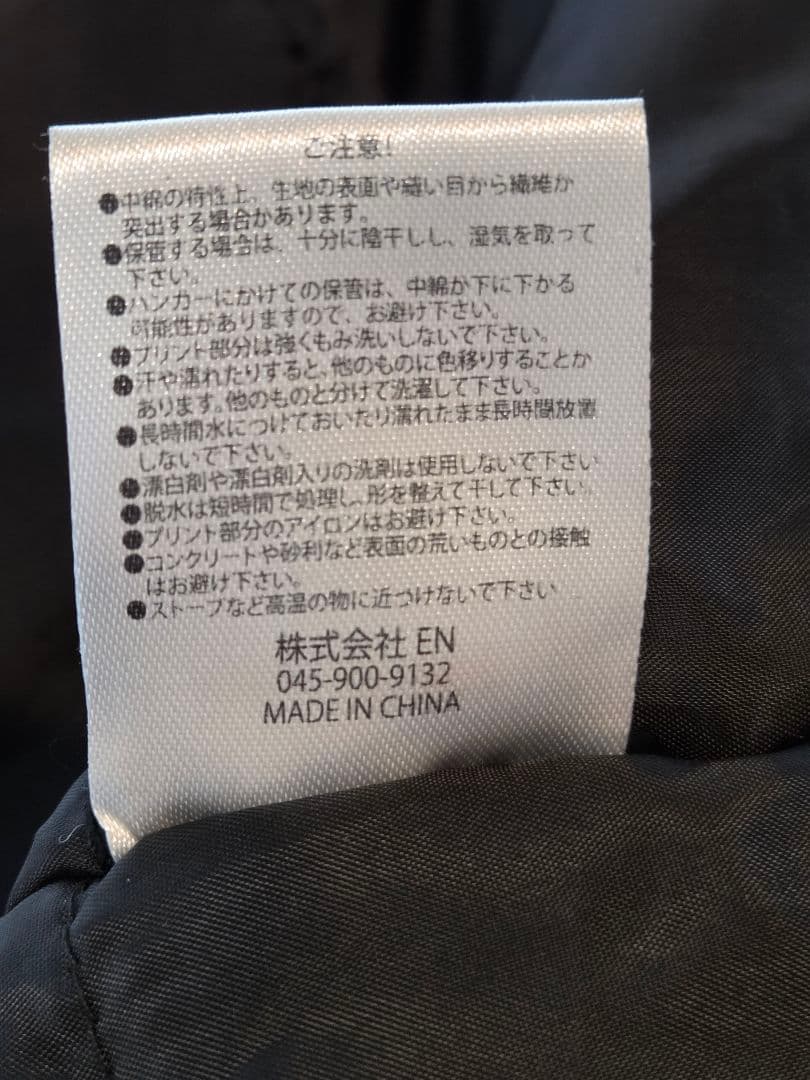 ご注意!
●中綿の特性上、生地の表面や縫い目から繊維か
突出する場合かあります。
●保管する場合は、十分に陰干しし、湿気を取って
下さい。
●ハンカーにかけての保管は、中綿か下に下かる
可能性がありますので、お避け下さい。
●プリント部分は強くもみ洗いしないで下さい。
●汗や濡れたりすると、他のものに色移りすることか
あります。他のものと分けて洗濯して下さい。
●長時間水につけておいたり濡れたまま長時間放置
しないで下さい。
●漂白剤や漂白剤入りの洗剤は使用しないで下さい
●脱水は短時間で処理し、形を整えて干して下さい。
●プリント部分のアイロンはお避け下さい。
●コンクリートや砂利など表面の荒いものとの接触
はお避け下さい。
●ストーブなど高温の物に近つけないで下さい
株式会社 EN
045-900-9132
MADE IN CHINA